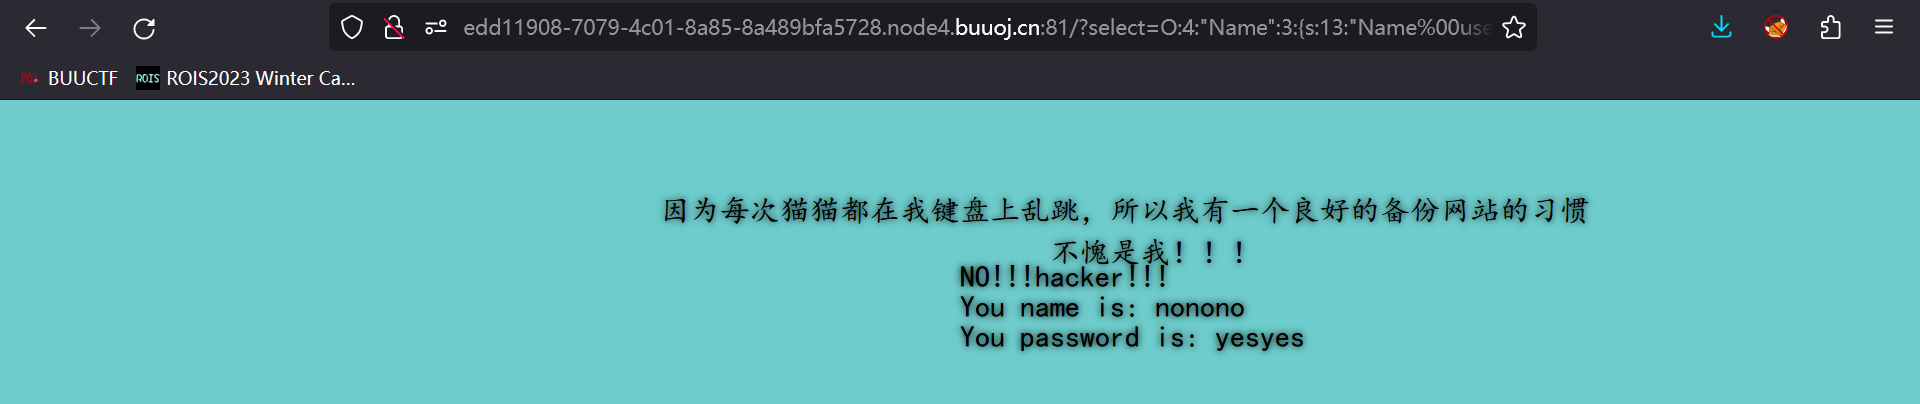 edd11908-7079-4c01-8a85-8a489bfa5728.node4.buuoj.cn:81/?select=O:4:"Name":3:{s:13:"Name%00use
BUUCTF
ROIS
ROIS2023 Winter Ca...
因为每次猫猫都在我键盘上乱跳，所以我有一个良好的备份网站的习惯
不愧是我！！！
NO!!!hacker!!!
You name is: nonono
You password is: yesyes